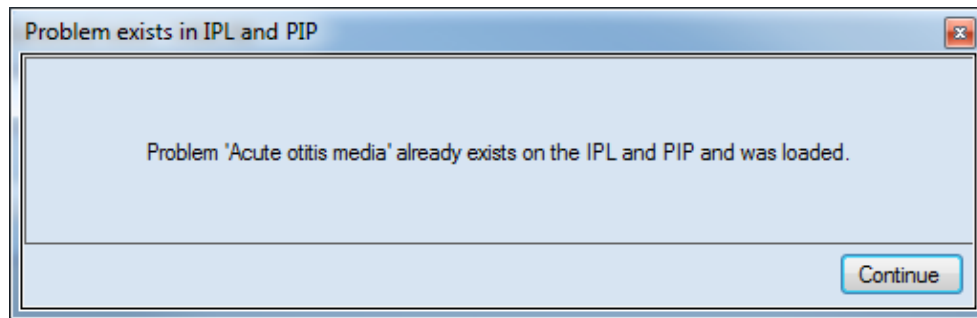 Problem exists in IPL and PIP
Problem 'Acute otitis media' already exists on the IPL and PIP and was loaded.
Continue